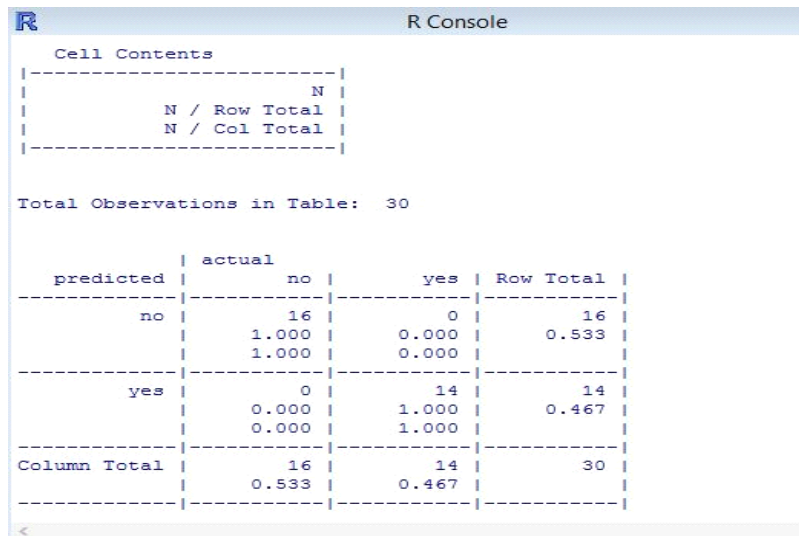 R Console
Cell Contents
|-------------------------|
| N |
| N / Row Total |
| N / Col Total |
|-------------------------|
Total Observations in Table: 30
| actual
predicted | no | yes | Row Total |
-------------|-----------|-----------|-----------|
no | 16 | 0 | 16 |
| 1.000 | 0.000 | 0.533 |
| 1.000 | 0.000 | |
-------------|-----------|-----------|-----------|
yes | 0 | 14 | 14 |
| 0.000 | 1.000 | 0.467 |
| 0.000 | 1.000 | |
-------------|-----------|-----------|-----------|
Column Total | 16 | 14 | 30 |
| 0.533 | 0.467 | |
-------------|-----------|-----------|-----------|